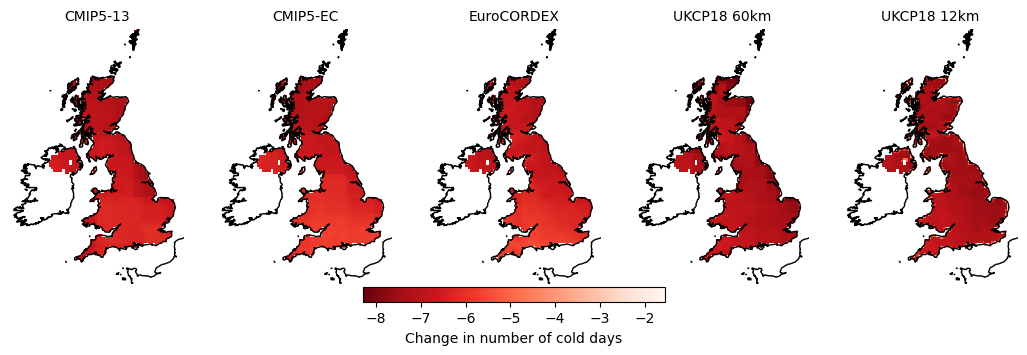 CMIP5-13 CMIP5-EC EuroCORDEX UKCP18 60km UKCP18 12km
−8 −7 −6 −5 −4 −3 −2
Change in number of cold days